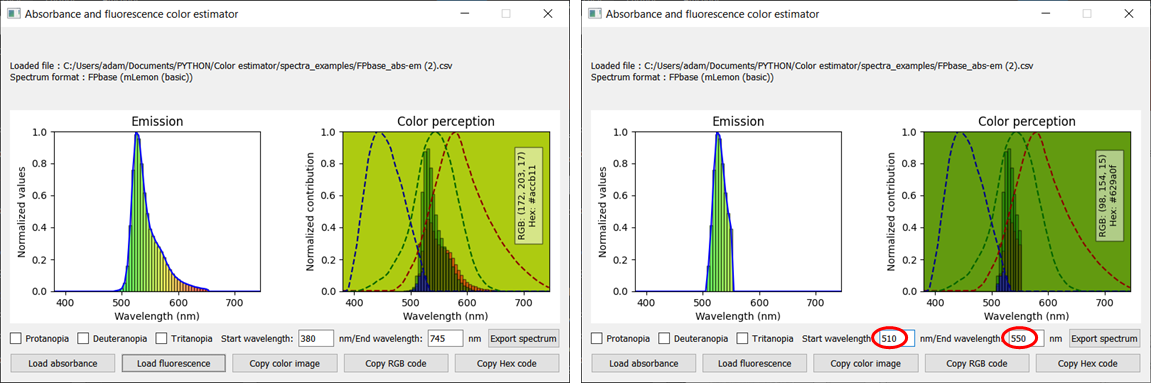 Absorbance and fluorescence color estimator
Loaded file : C:/Users/adam/Documents/PYTHON/Color estimator/spectra_examples/FPbase_abs-em (2).csv
Spectrum format : FPbase (mLemon (basic))
Emission
Normalized values
1.0
0.8
0.6
0.4
0.2
0.0
400 500 600 700
Wavelength (nm)
Color perception
Normalized contribution
1.0
0.8
0.6
0.4
0.2
0.0
400 500 600 700
Wavelength (nm)
RGB: (172, 203, 17)
Hex: #accb11
Protanopia Deuteranopia Tritanopia Start wavelength: 380 nm/End wavelength: 745 nm Export spectrum
Load absorbance Load fluorescence Copy color image Copy RGB code Copy Hex code
Absorbance and fluorescence color estimator
Loaded file : C:/Users/adam/Documents/PYTHON/Color estimator/spectra_examples/FPbase_abs-em (2).csv
Spectrum format : FPbase (mLemon (basic))
Emission
Normalized values
1.0
0.8
0.6
0.4
0.2
0.0
400 500 600 700
Wavelength (nm)
Color perception
Normalized contribution
1.0
0.8
0.6
0.4
0.2
0.0
400 500 600 700
Wavelength (nm)
RGB: (98, 154, 15)
Hex: #629a0f
Protanopia Deuteranopia Tritanopia Start wavelength 510 nm/End wavelength 550 nm Export spectrum
Load absorbance Load fluorescence Copy color image Copy RGB code Copy Hex code